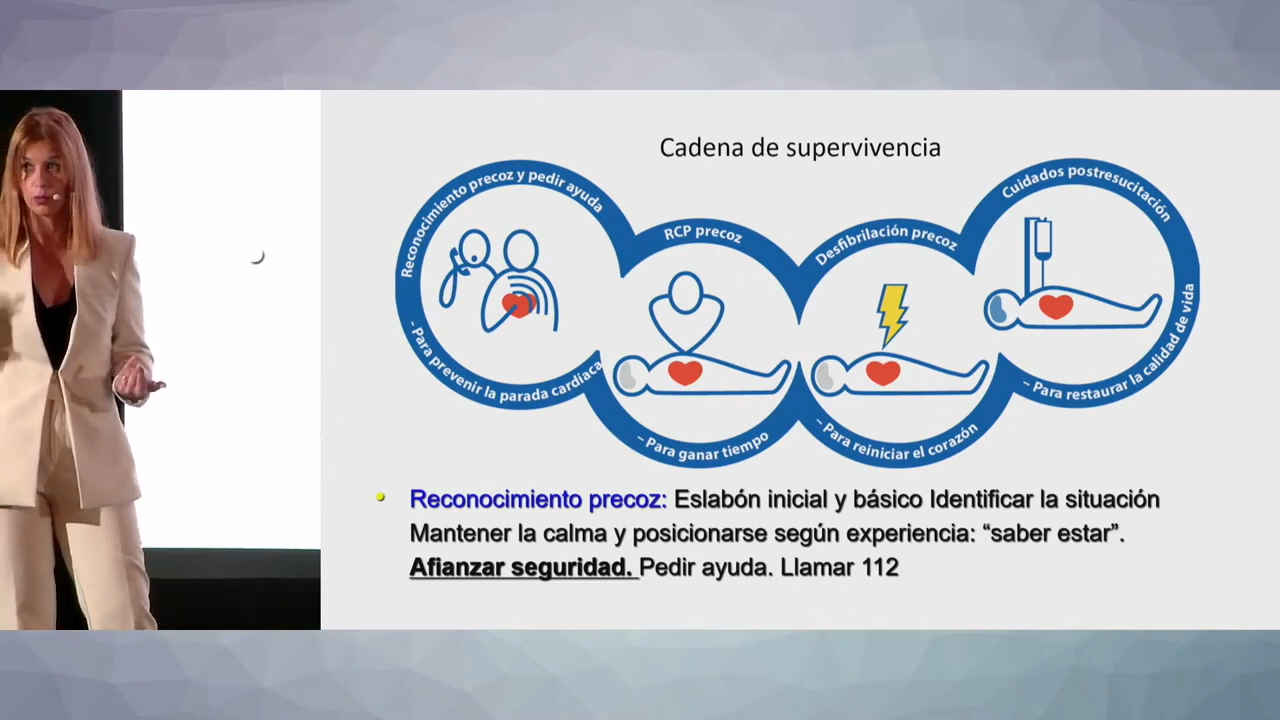 Cadena de supervivencia
Reconocimiento precoz y pedir ayuda
- Para prevenir la parada cardíaca
RCP precoz
– Para ganar tiempo
Desfibrilación precoz
– Para reiniciar el corazón
Cuidados postresucitación
– Para restaurar la calidad de vida
• Reconocimiento precoz: Eslabón inicial y básico Identificar la situación
Mantener la calma y posicionarse según experiencia: “saber estar”.
Afianzar seguridad. Pedir ayuda. Llamar 112